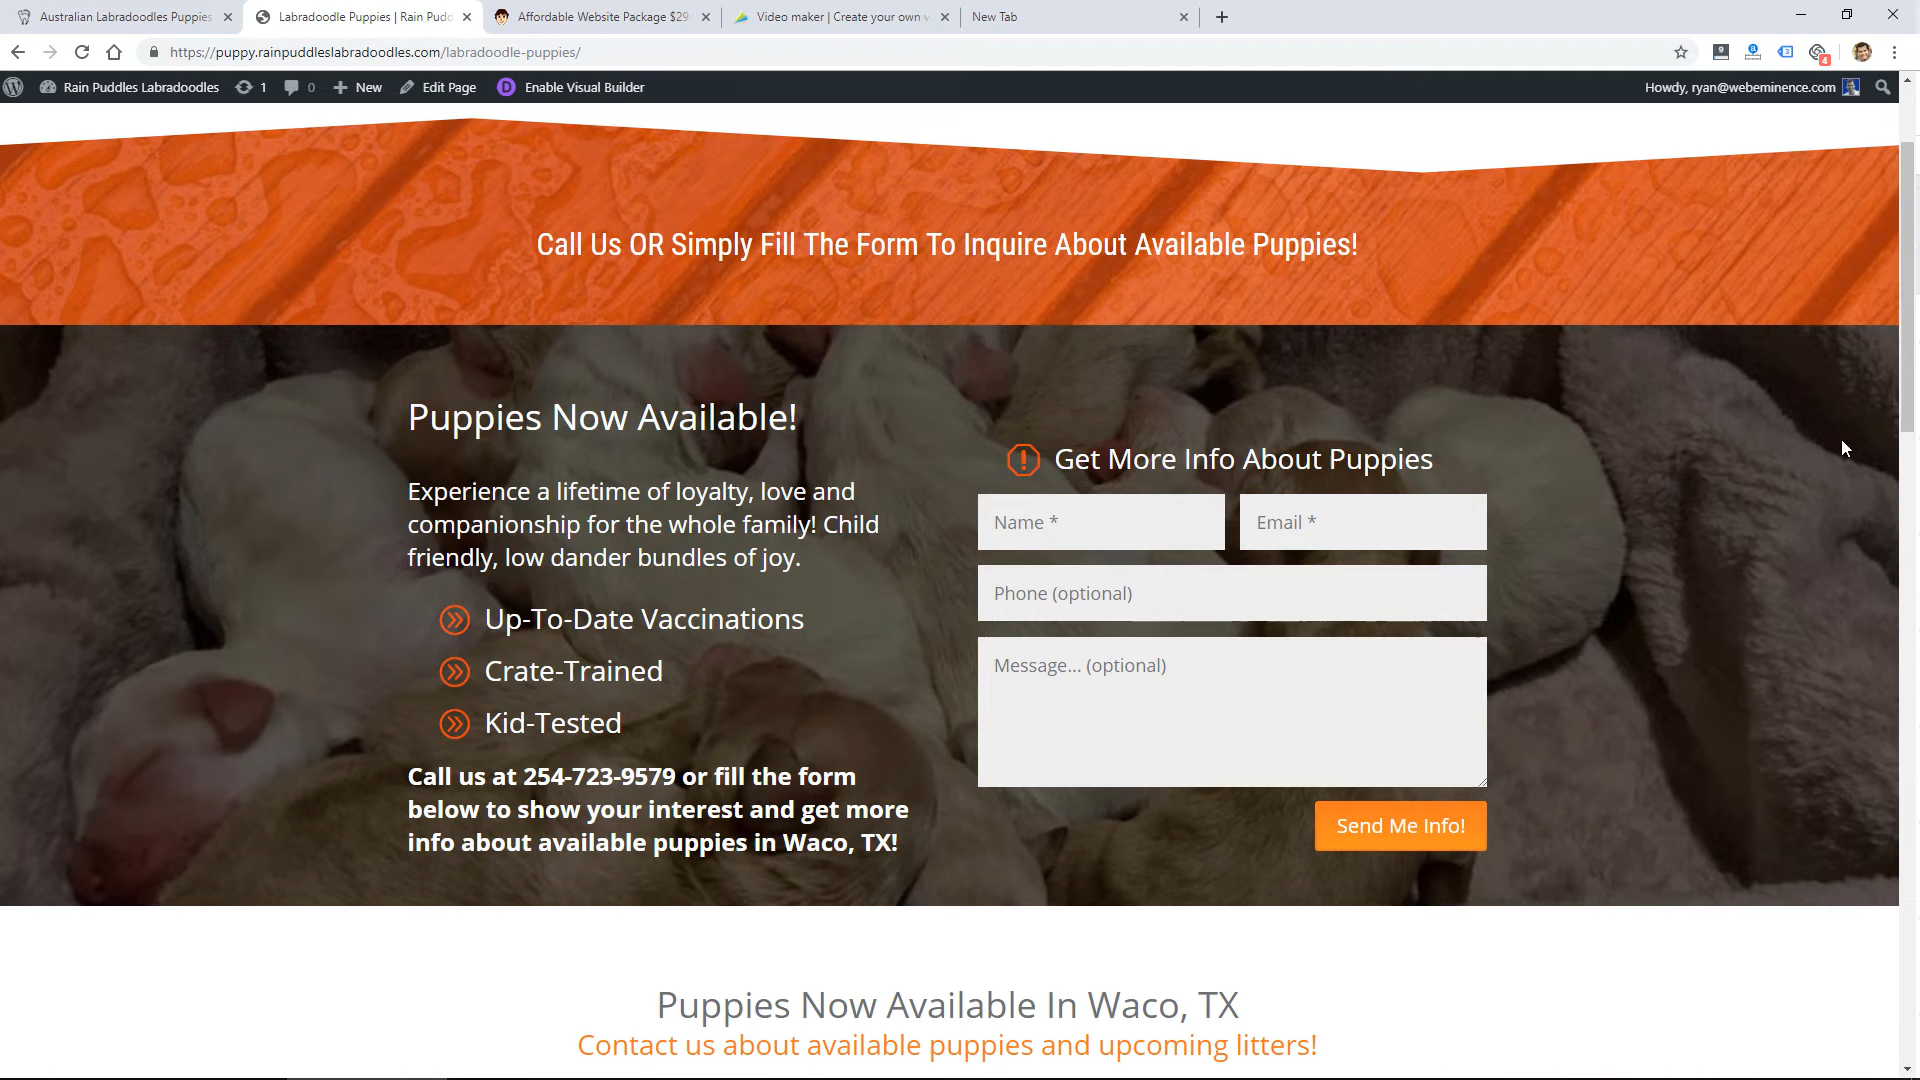 Australian Labradoodles Puppies
Labradoodle Puppies | Rain Pudd
Affordable Website Package $29
Video maker | Create your own v
New Tab
https://puppy.rainpuddleslabradoodles.com/labradoodle-puppies/
4
Rain Puddles Labradoodles
1
0
New
Edit Page
D
Enable Visual Builder
Howdy, ryan@webeminence.com
Call Us OR Simply Fill The Form To Inquire About Available Puppies!
Puppies Now Available!
Experience a lifetime of loyalty, love and
companionship for the whole family! Child
friendly, low dander bundles of joy.
Up-To-Date Vaccinations
Crate-Trained
Kid-Tested
Call us at 254-723-9579 or fill the form
below to show your interest and get more
info about available puppies in Waco, TX!
Get More Info About Puppies
Name *
Email *
Phone (optional)
Message... (optional)
Send Me Info!
Puppies Now Available In Waco, TX
Contact us about available puppies and upcoming litters!